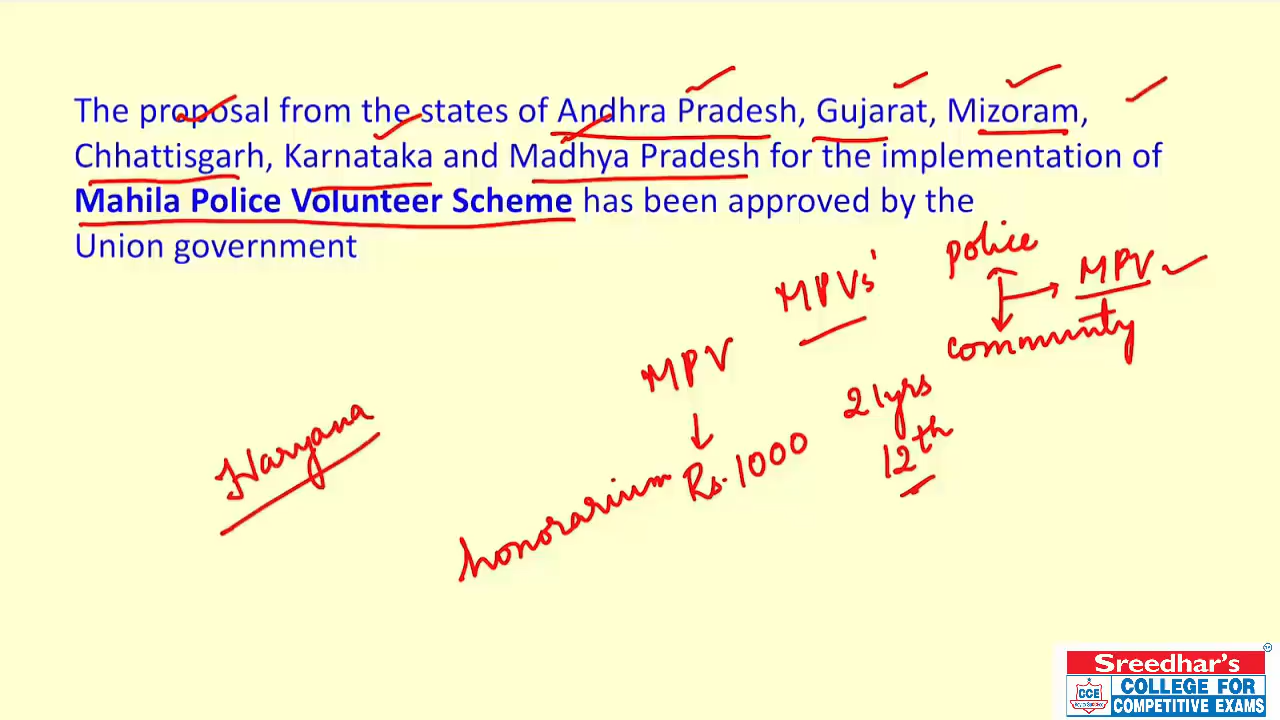 The proposal from the states of Andhra Pradesh, Gujarat, Mizoram,
Chhattisgarh, Karnataka and Madhya Pradesh for the implementation of
Mahila Police Volunteer Scheme has been approved by the
Union government
police
MPVs'
MPV
community
MPV
21yrs
12th
Haryana
honorarium Rs.1000
Sreedhar's
CCE
COLLEGE FOR
COMPETITIVE EXAMS